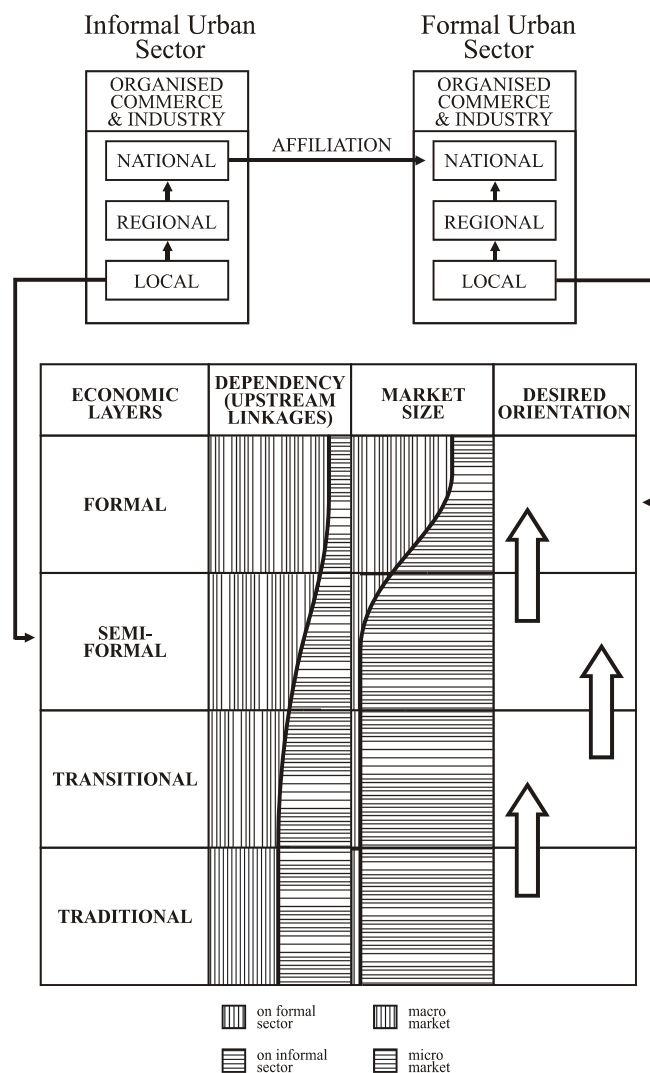 Informal Urban
Sector
Formal Urban
Sector
ORGANISED
COMMERCE
& INDUSTRY
ORGANISED
COMMERCE
& INDUSTRY
NATIONAL
AFFILIATION
NATIONAL
REGIONAL
REGIONAL
LOCAL
LOCAL
ECONOMIC
LAYERS
DEPENDENCY
(UPSTREAM
LINKAGES)
MARKET
SIZE
DESIRED
ORIENTATION
FORMAL
SEMI-
FORMAL
TRANSITIONAL
TRADITIONAL
on formal
sector
macro
market
on informal
sector
micro
market